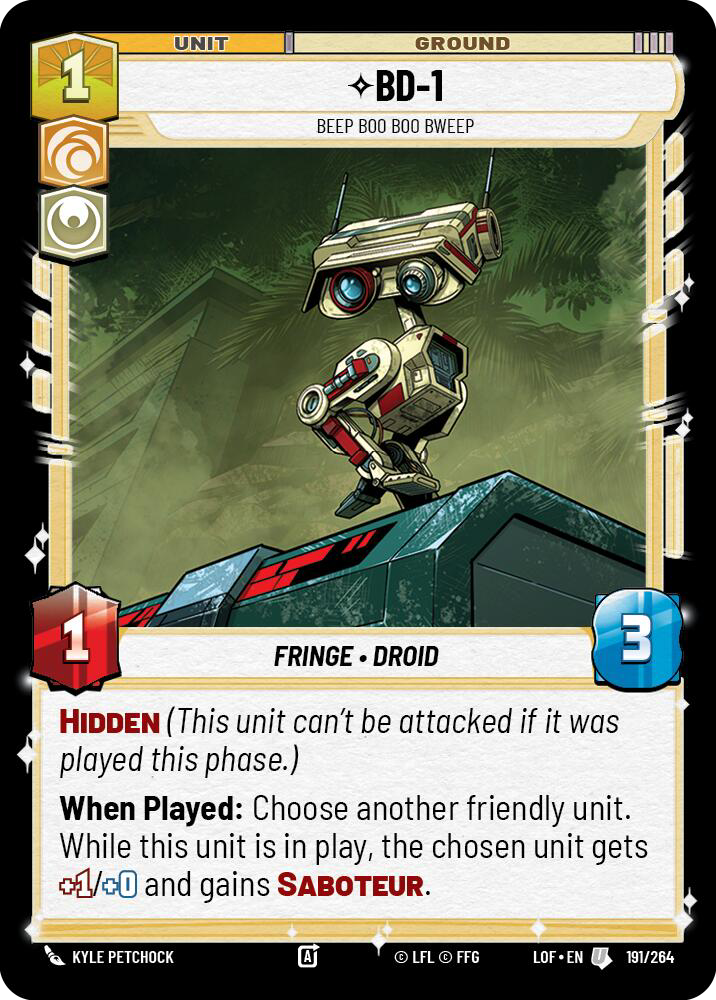 UNIT GROUND
1
✧BD-1
BEEP BOO BOO BWEEP
1
FRINGE • DROID
3
HIDDEN (This unit can't be attacked if it was
played this phase.)
When Played: Choose another friendly unit.
While this unit is in play, the chosen unit gets
+1/+0 and gains SABOTEUR.
KYLE PETCHOCK A © LFL © FFG LOF • EN U 191/264